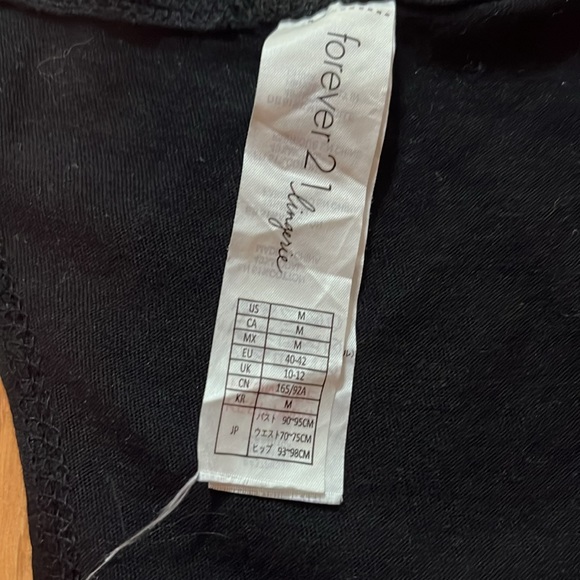 forever 21
lingerie
US M
CA M
MX M
EU 40-42
UK 10-12
CN 165/92A
KR M
JP バスト 90~95CM
ウエスト 70~75CM
ヒップ 93~98CM